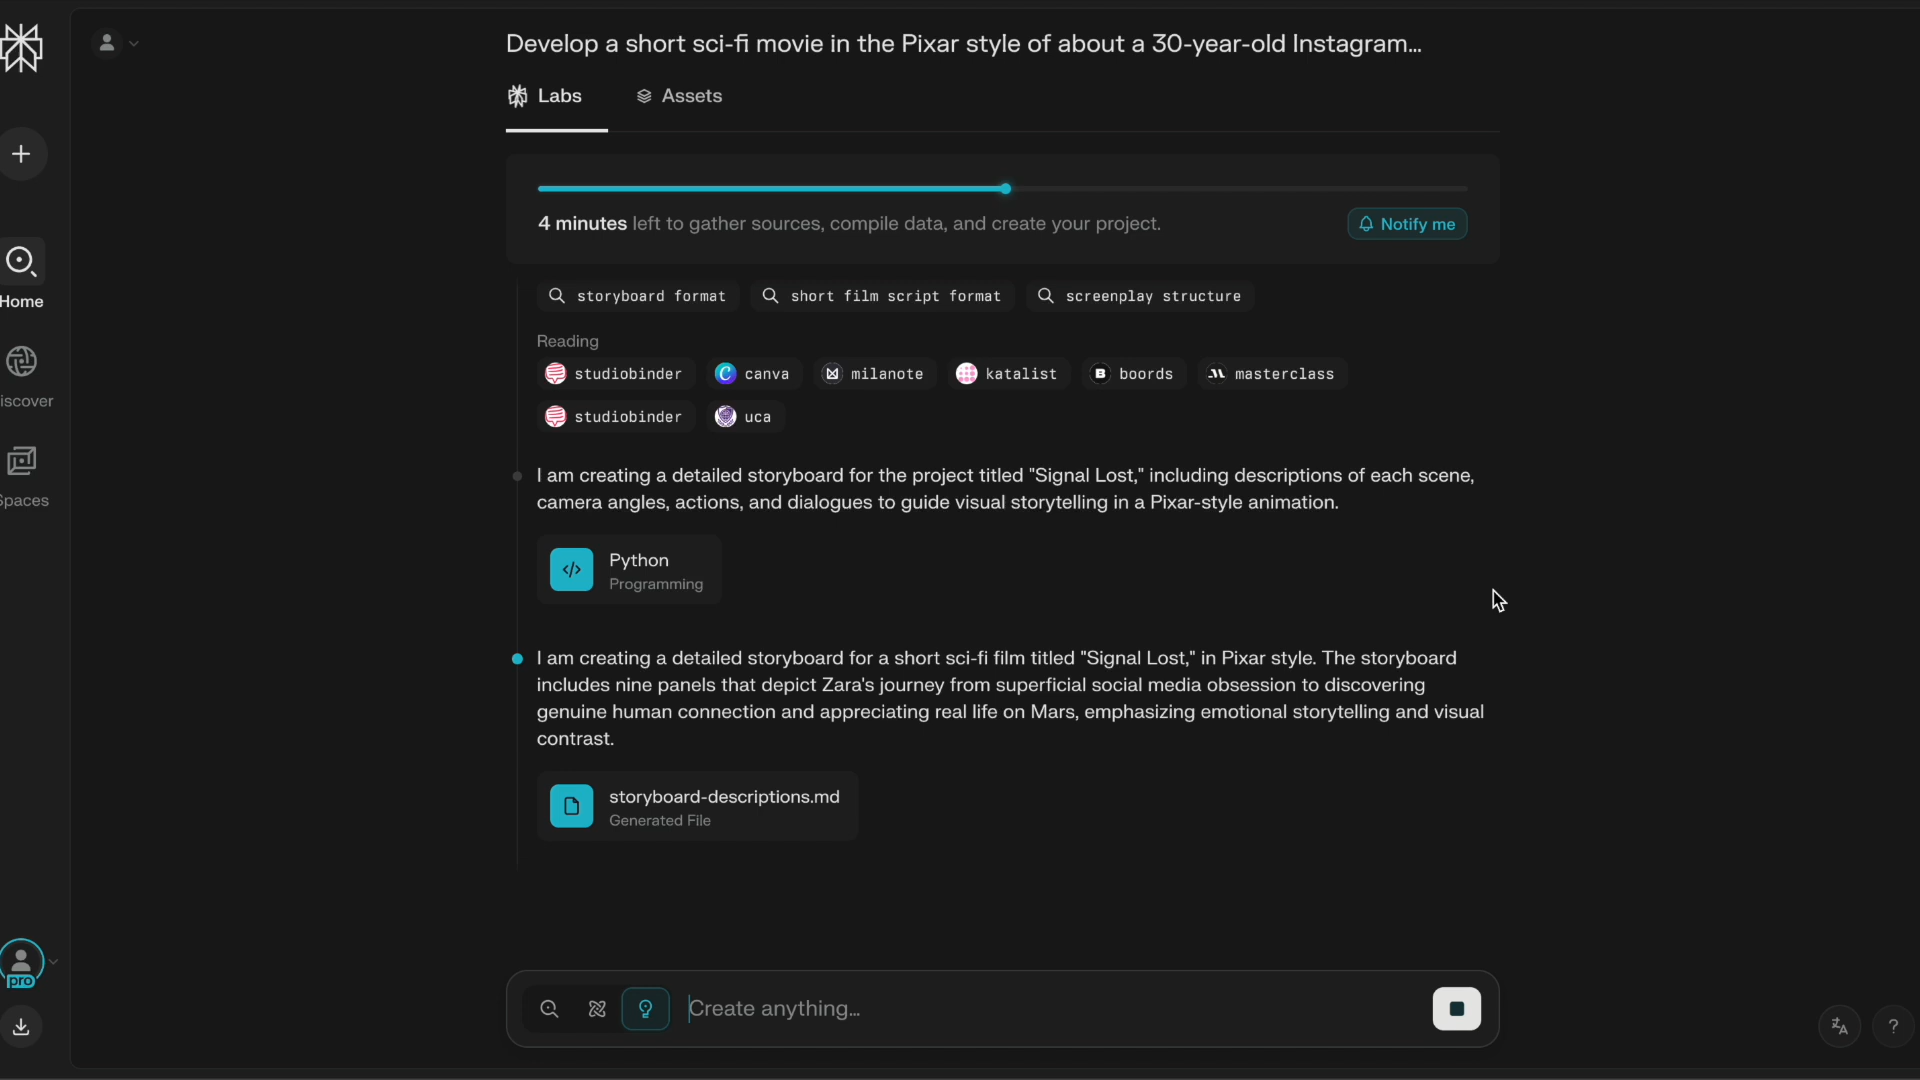 Develop a short sci-fi movie in the Pixar style of about a 30-year-old Instagram...
Labs
Assets
4 minutes left to gather sources, compile data, and create your project.
Notify me
Home
iscover
Spaces
pro
storyboard format
short film script format
screenplay structure
Reading
studiobinder
canva
milanote
katalist
boords
masterclass
studiobinder
uca
I am creating a detailed storyboard for the project titled "Signal Lost," including descriptions of each scene,
camera angles, actions, and dialogues to guide visual storytelling in a Pixar-style animation.
Python
Programming
I am creating a detailed storyboard for a short sci-fi film titled "Signal Lost," in Pixar style. The storyboard
includes nine panels that depict Zara's journey from superficial social media obsession to discovering
genuine human connection and appreciating real life on Mars, emphasizing emotional storytelling and visual
contrast.
storyboard-descriptions.md
Generated File
Create anything...
?